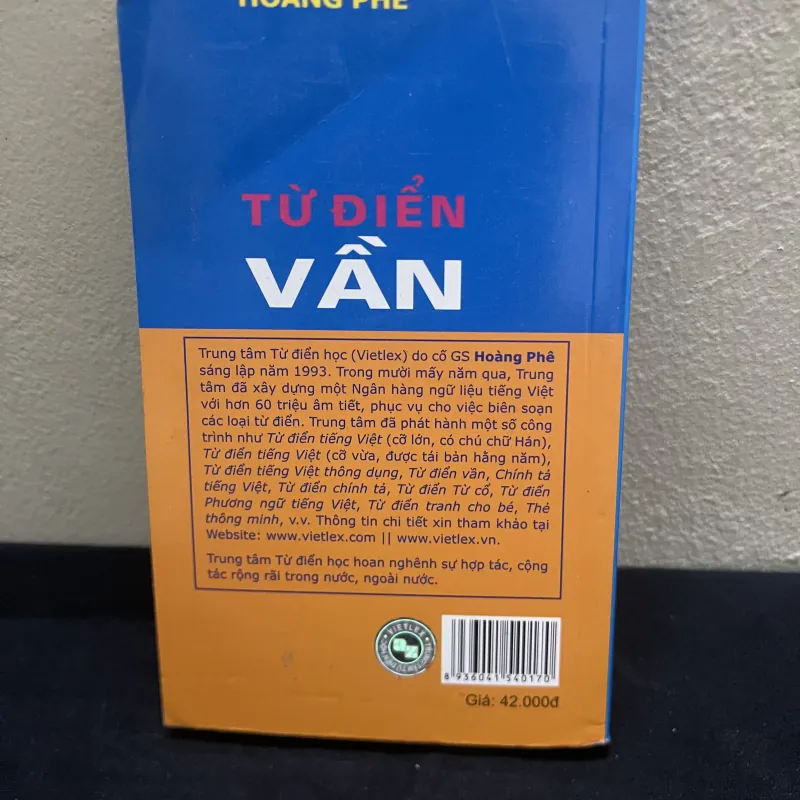 HOÀNG PHÊ
TỪ ĐIỂN
VẦN
Trung tâm Từ điển học (Vietlex) do cố GS Hoàng Phê
sáng lập năm 1993. Trong mười mấy năm qua, Trung
tâm đã xây dựng một Ngân hàng ngữ liệu tiếng Việt
với hơn 60 triệu âm tiết, phục vụ cho việc biên soạn
các loại từ điển. Trung tâm đã phát hành một số công
trình như Từ điển tiếng Việt (cỡ lớn, có chú chữ Hán),
Từ điển tiếng Việt (cỡ vừa, được tái bản hằng năm),
Từ điển tiếng Việt thông dụng, Từ điển vần, Chính tả
tiếng Việt, Từ điển chính tả, Từ điển Từ cổ, Từ điển
Phương ngữ tiếng Việt, Từ điển tranh cho bé, Thẻ
thông minh, v.v. Thông tin chi tiết xin tham khảo tại
Website: www.vietlex.com || www.vietlex.vn.
Trung tâm Từ điển học hoan nghênh sự hợp tác, cộng
tác rộng rãi trong nước, ngoài nước.
VIETLEX
TRUNG TÂM TỪ ĐIỂN HỌC
8 936041 540170
Giá: 42.000đ